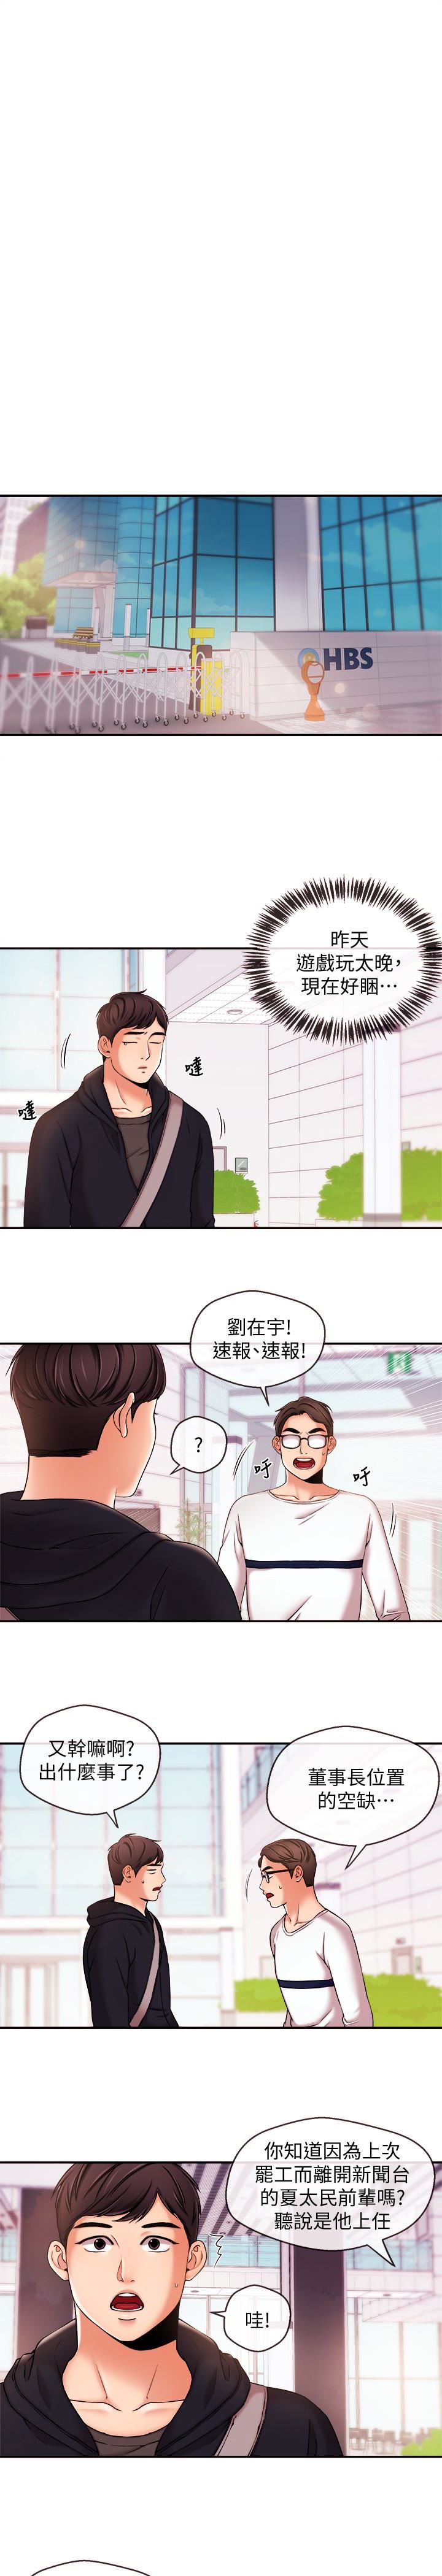 HBS
昨天
遊戲玩太晚，
現在好睏…
噠
噠
劉在宇!
速報、速報!
?
吁
吁
又幹嘛啊?
出什麼事了?
董事長位置
的空缺…
你知道因為上次
罷工而離開新聞台
的夏太民前輩嗎?
聽說是他上任
哇!